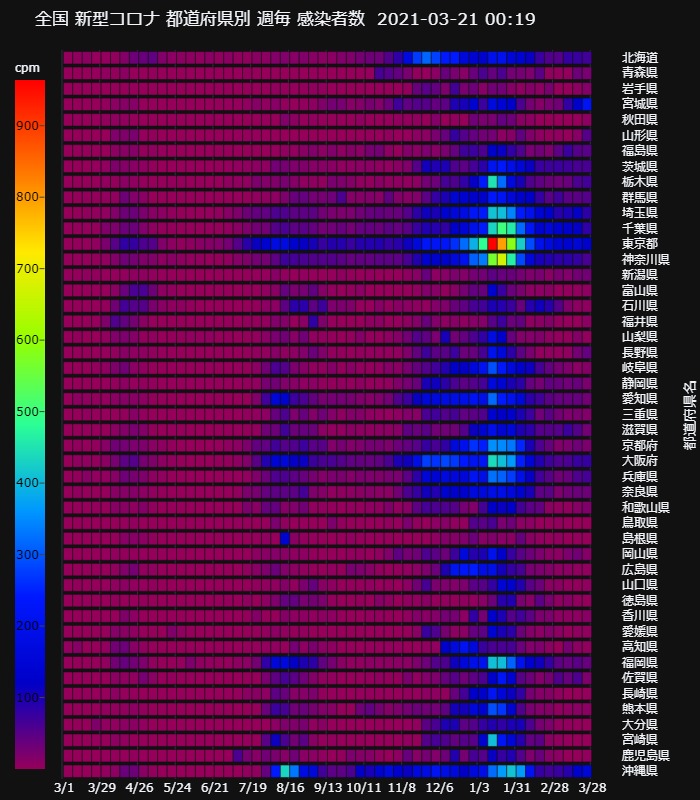 全国 新型コロナ 都道府県別 週毎 感染者数 2021-03-21 00:19
cpm
900
800
700
600
500
400
300
200
100
北海道
青森県
岩手県
宮城県
秋田県
山形県
福島県
茨城県
栃木県
群馬県
埼玉県
千葉県
東京都
神奈川県
新潟県
富山県
石川県
福井県
山梨県
長野県
岐阜県
静岡県
愛知県
三重県
滋賀県
京都府
大阪府
兵庫県
奈良県
和歌山県
鳥取県
島根県
岡山県
広島県
山口県
徳島県
香川県
愛媛県
高知県
福岡県
佐賀県
長崎県
熊本県
大分県
宮崎県
鹿児島県
沖縄県
都道府県名
3/1 3/29 4/26 5/24 6/21 7/19 8/16 9/13 10/11 11/8 12/6 1/3 1/31 2/28 3/28